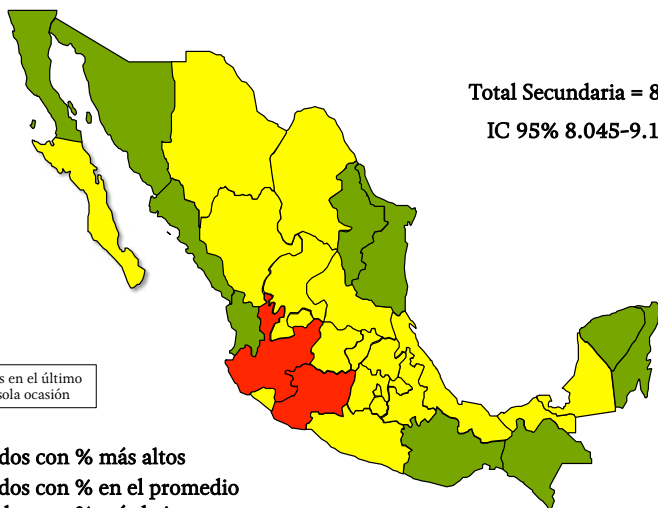 Total Secundaria = 8
IC 95% 8.045-9.1
s en el último
sola ocasión
dos con % más altos
dos con % en el promedio